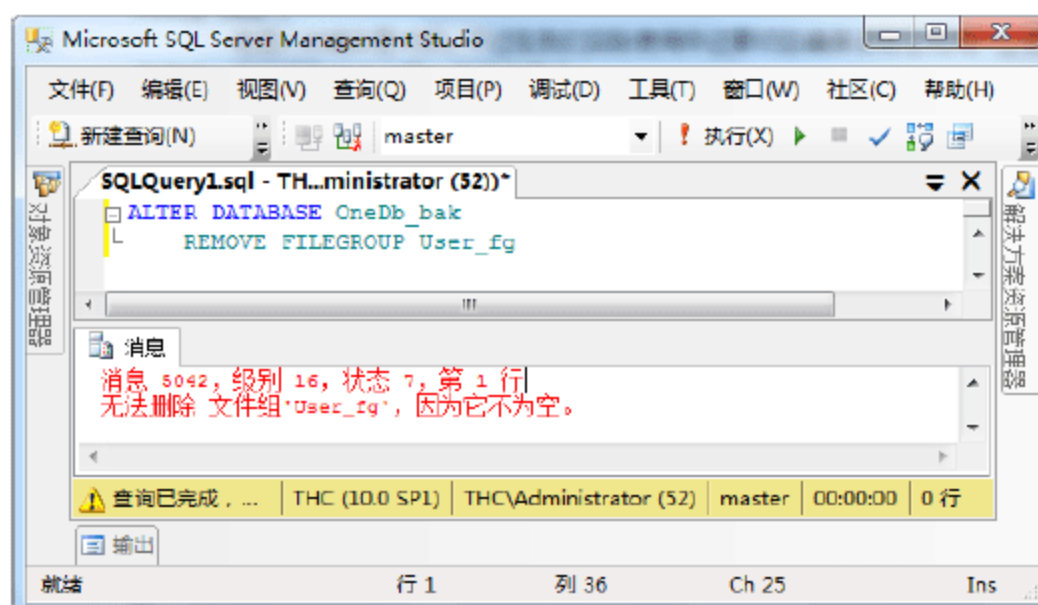 Microsoft SQL Server Management Studio
文件(F) 编辑(E) 视图(V) 查询(Q) 项目(P) 调试(D) 工具(T) 窗口(W) 社区(C) 帮助(H)
新建查询(N) master 执行(X)
SQLQuery1.sql - TH...ministrator (52))*
对象资源管理器
ALTER DATABASE OneDb_bak
REMOVE FILEGROUP User_fg
解决方案资源管理器
消息
消息 5042，级别 16，状态 7，第 1 行
无法删除 文件组'User_fg'，因为它不为空。
查询已完成，... THC (10.0 SP1) THC\Administrator (52) master 00:00:00 0 行
输出
就绪 行 1 列 36 Ch 25 Ins